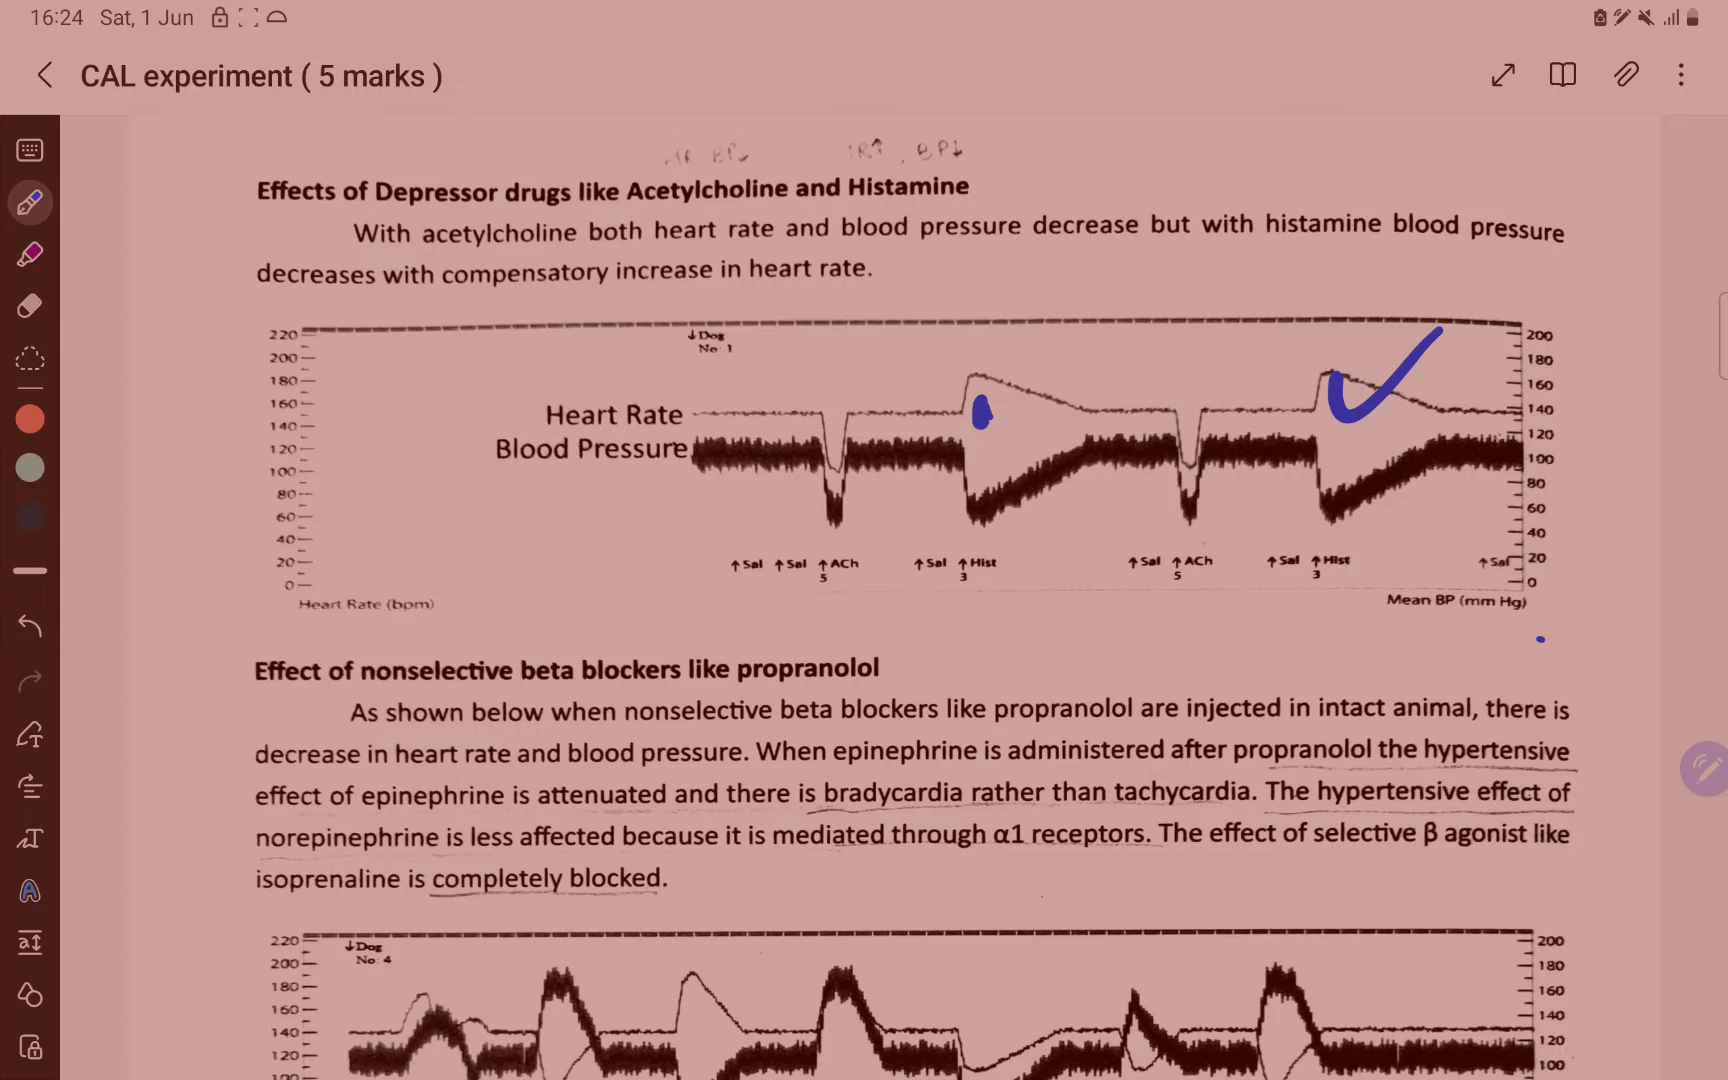 16:24 Sat, 1 Jun
CAL experiment ( 5 marks )
BP↓ HR↑ , BP↓
Effects of Depressor drugs like Acetylcholine and Histamine
With acetylcholine both heart rate and blood pressure decrease but with histamine blood pressure
decreases with compensatory increase in heart rate.
220 ↓Dog 200
200 No: 1 180
180 160
160 Heart Rate 140
140 120
120 Blood Pressure 100
100 80
80 60
60 40
40 20
20 ↑Sal ↑Sal ↑ACh ↑Sal ↑Hist ↑Sal ↑ACh ↑Sal ↑Hist ↑Sal 0
0 5 3 5 3
Heart Rate (bpm) Mean BP (mm Hg)
Effect of nonselective beta blockers like propranolol
As shown below when nonselective beta blockers like propranolol are injected in intact animal, there is
decrease in heart rate and blood pressure. When epinephrine is administered after propranolol the hypertensive
effect of epinephrine is attenuated and there is bradycardia rather than tachycardia. The hypertensive effect of
norepinephrine is less affected because it is mediated through α1 receptors. The effect of selective β agonist like
isoprenaline is completely blocked.
220 ↓Dog 200
200 No: 4 180
180 160
160 140
140 120
120 100